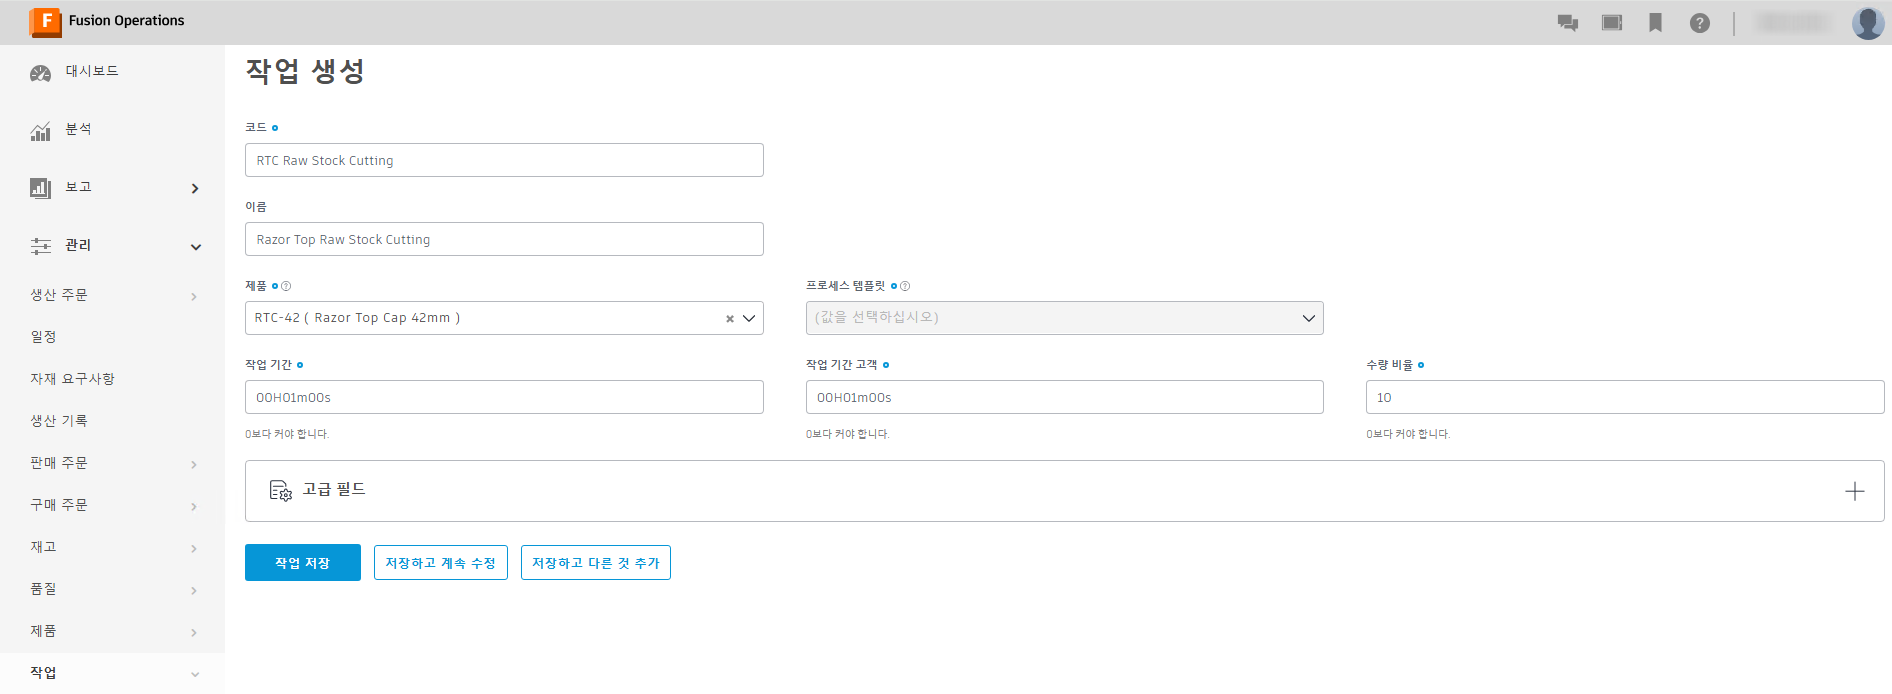 F Fusion Operations
대시보드
분석
보고
관리
생산 주문
일정
자재 요구사항
생산 기록
판매 주문
구매 주문
재고
품질
제품
작업
작업 생성
코드
RTC Raw Stock Cutting
이름
Razor Top Raw Stock Cutting
제품
RTC-42 ( Razor Top Cap 42mm )
프로세스 템플릿
(값을 선택하십시오)
작업 기간
00H01m00s
0보다 커야 합니다.
작업 기간 고객
00H01m00s
0보다 커야 합니다.
수량 비율
10
0보다 커야 합니다.
고급 필드
작업 저장
저장하고 계속 수정
저장하고 다른 것 추가